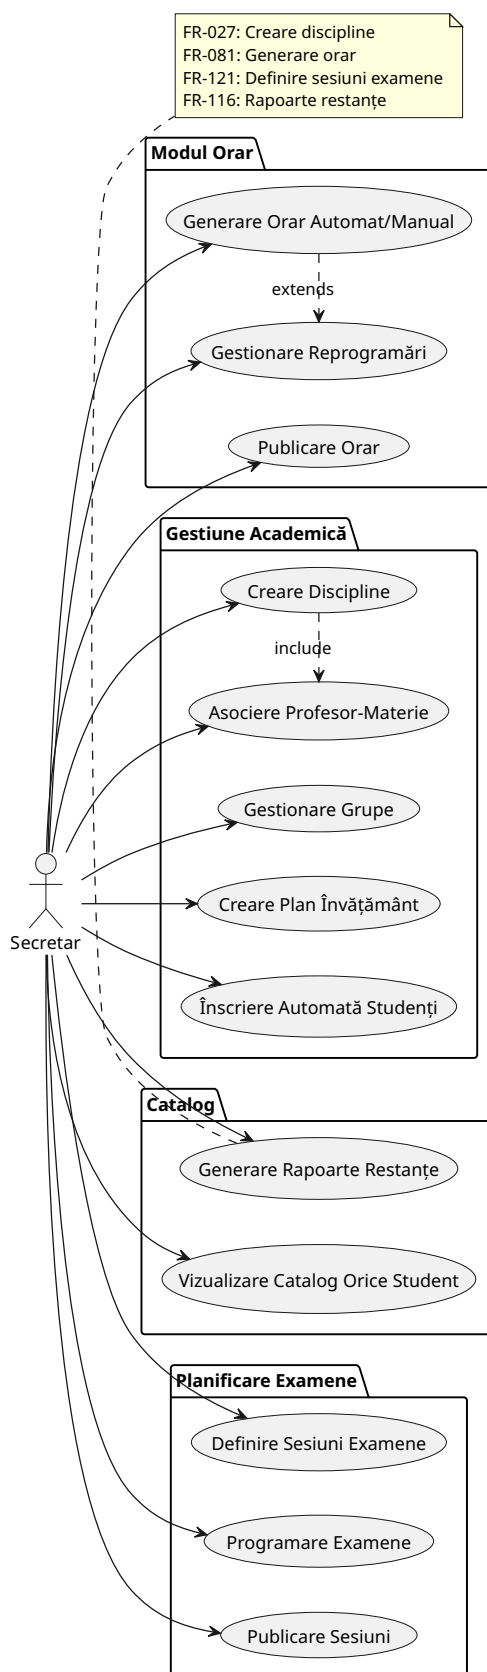 FR-027: Creare discipline
FR-081: Generare orar
FR-121: Definire sesiuni examene
FR-116: Rapoarte restanțe
Modul Orar
Generare Orar Automat/Manual
extends
Gestionare Reprogramări
Publicare Orar
Gestiune Academică
Creare Discipline
include
Asociere Profesor-Materie
Gestionare Grupe
Creare Plan Învățământ
Secretar
Înscriere Automată Studenți
Catalog
Generare Rapoarte Restanțe
Vizualizare Catalog Orice Student
Planificare Examene
Definire Sesiuni Examene
Programare Examene
Publicare Sesiuni